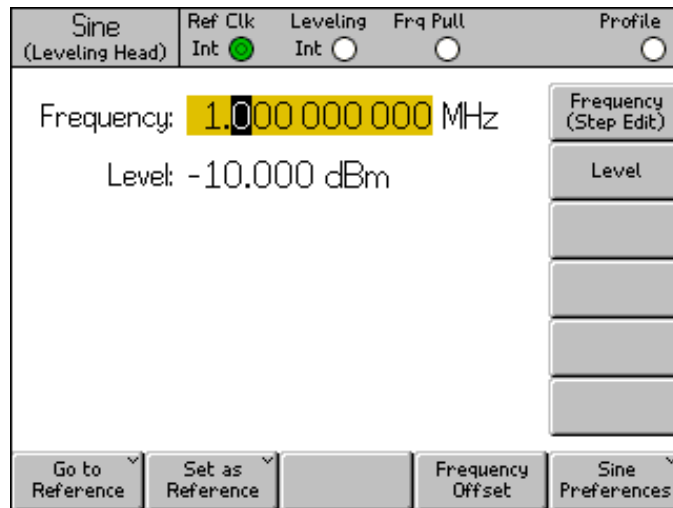 Sine
(Leveling Head)
Ref Clk
Int
Leveling
Int
Frq Pull
Profile
Frequency: 1.000 000 000 MHz
Level: -10.000 dBm
Frequency
(Step Edit)
Level
Go to
Reference
Set as
Reference
Frequency
Offset
Sine
Preferences